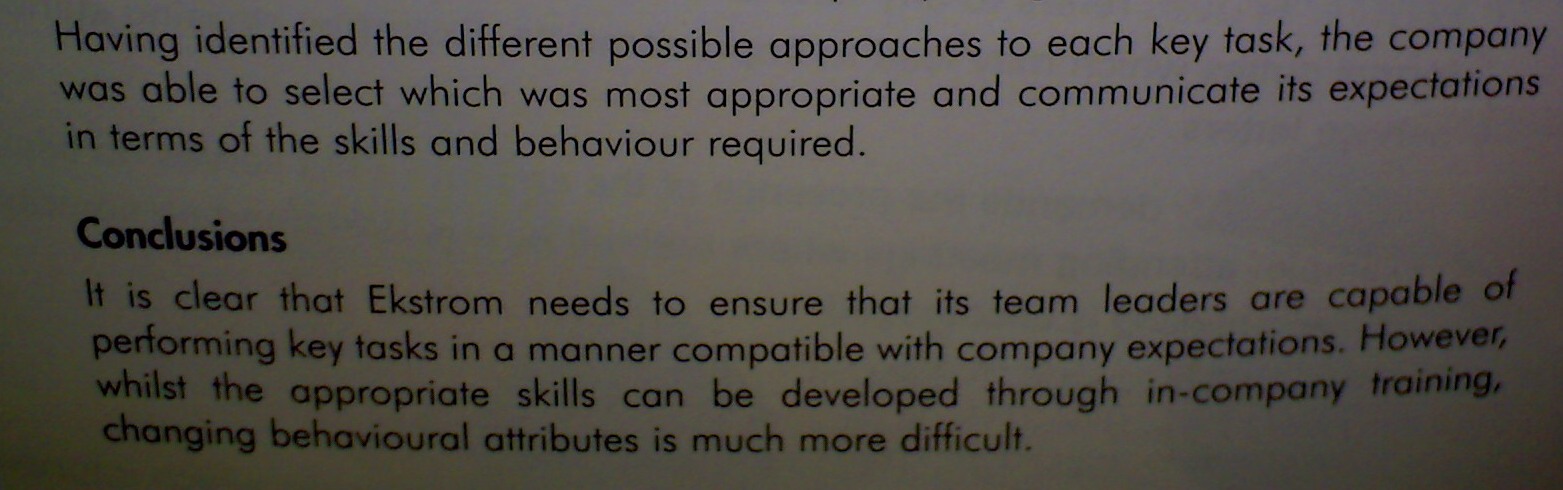 Having identified the different possible approaches to each key task, the company
was able to select which was most appropriate and communicate its expectations
in terms of the skills and behaviour required.
Conclusions
It is clear that Ekstrom needs to ensure that its team leaders are capable of
performing key tasks in a manner compatible with company expectations. However,
whilst the appropriate skills can be developed through in-company training,
changing behavioural attributes is much more difficult.